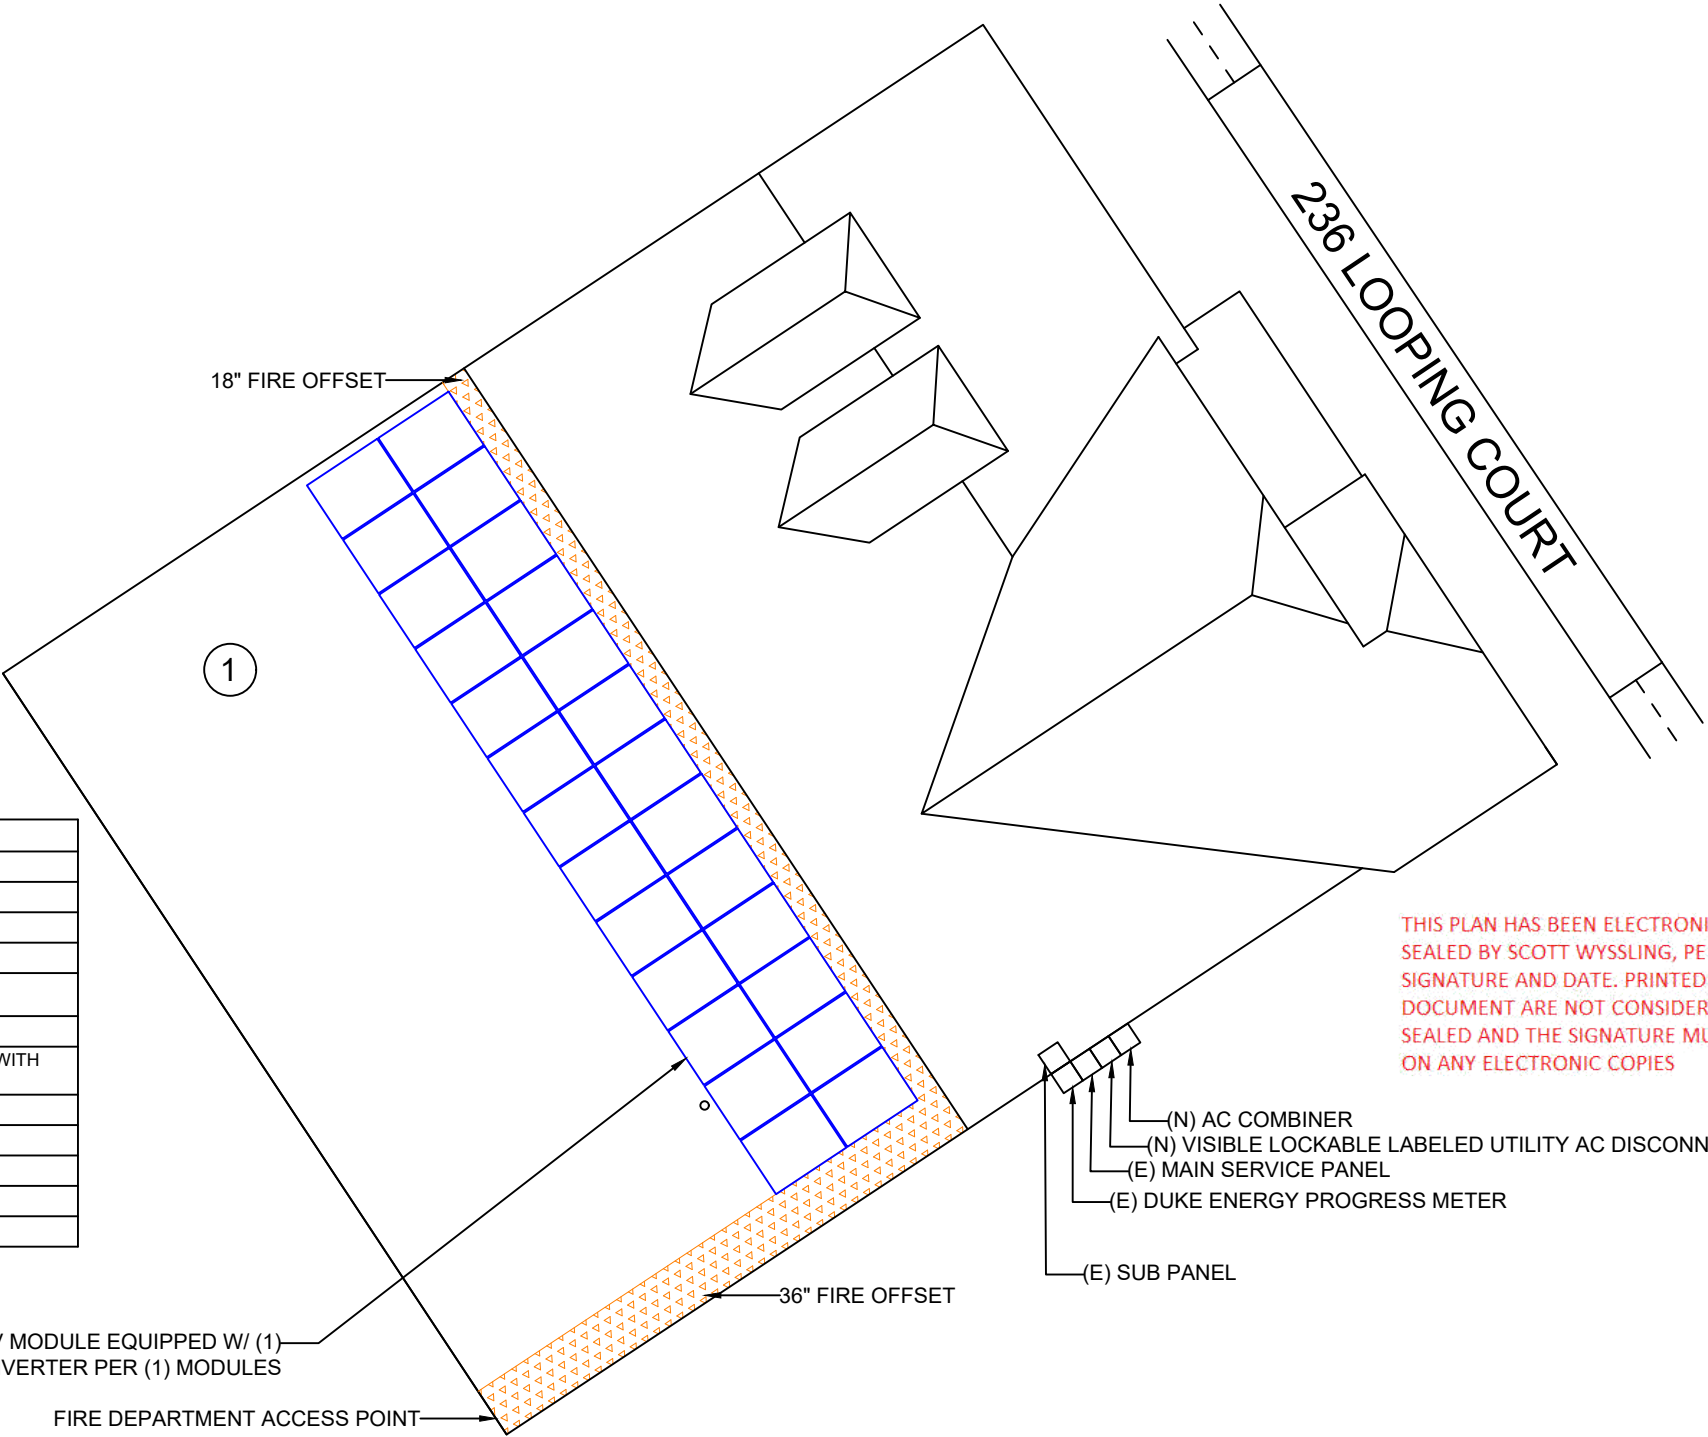 236 LOOPING COURT
18" FIRE OFFSET
1
WITH
THIS PLAN HAS BEEN ELECTRONI
SEALED BY SCOTT WYSSLING, PE
SIGNATURE AND DATE. PRINTED
DOCUMENT ARE NOT CONSIDER
SEALED AND THE SIGNATURE MU
ON ANY ELECTRONIC COPIES
(N) AC COMBINER
(N) VISIBLE LOCKABLE LABELED UTILITY AC DISCONN
(E) MAIN SERVICE PANEL
(E) DUKE ENERGY PROGRESS METER
(E) SUB PANEL
36" FIRE OFFSET
MODULE EQUIPPED W/ (1)
VERTER PER (1) MODULES
FIRE DEPARTMENT ACCESS POINT